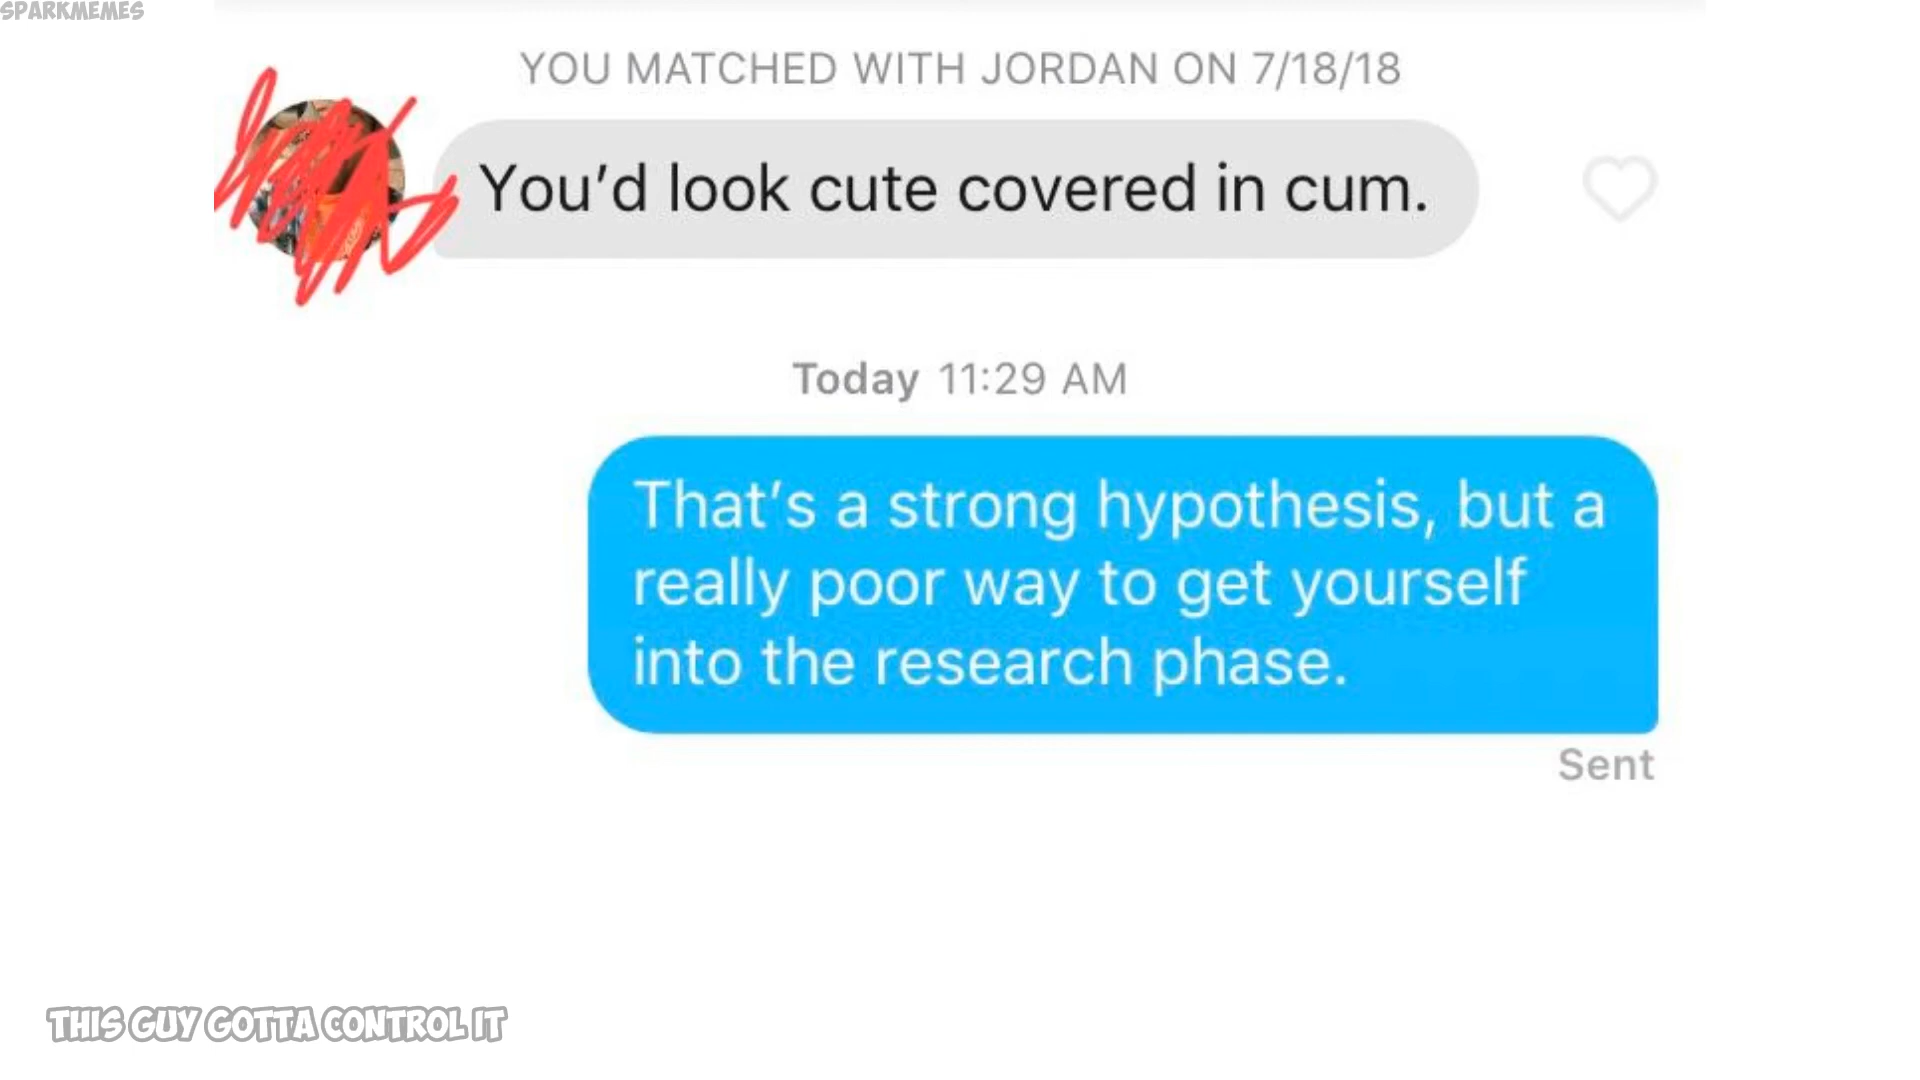 SPARKMEMES
YOU MATCHED WITH JORDAN ON 7/18/18
You’d look cute covered in cum.
Today 11:29 AM
That’s a strong hypothesis, but a
really poor way to get yourself
into the research phase.
Sent
THIS GUY GOTTA CONTROL IT